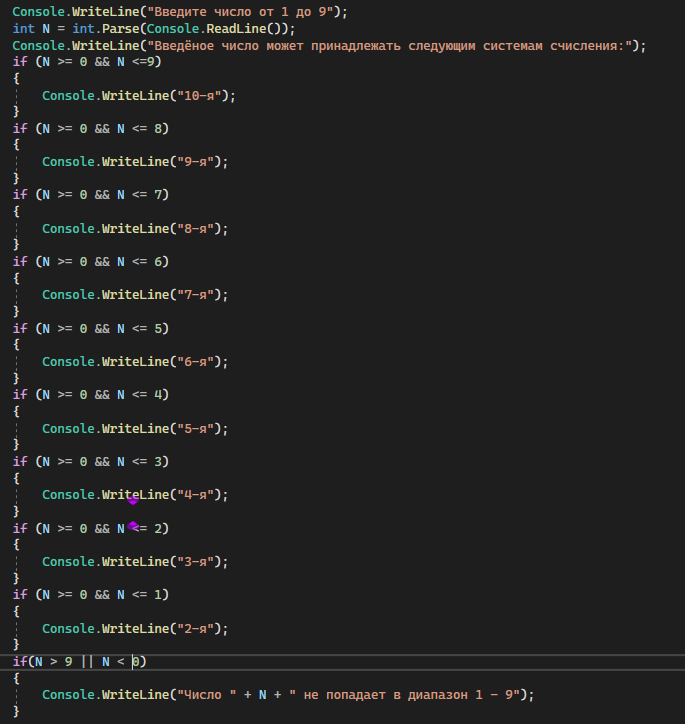 Console.WriteLine("Введите число от 1 до 9");
int N = int.Parse(Console.ReadLine());
Console.WriteLine("Введёное число может принадлежать следующим системам счисления:");
if (N >= 0 && N <=9)
{
Console.WriteLine("10-я");
}
if (N >= 0 && N <= 8)
{
Console.WriteLine("9-я");
}
if (N >= 0 && N <= 7)
{
Console.WriteLine("8-я");
}
if (N >= 0 && N <= 6)
{
Console.WriteLine("7-я");
}
if (N >= 0 && N <= 5)
{
Console.WriteLine("6-я");
}
if (N >= 0 && N <= 4)
{
Console.WriteLine("5-я");
}
if (N >= 0 && N <= 3)
{
Console.WriteLine("4-я");
}
if (N >= 0 && N <= 2)
{
Console.WriteLine("3-я");
}
if (N >= 0 && N <= 1)
{
Console.WriteLine("2-я");
}
if(N > 9 || N < 0)
{
Console.WriteLine("Число " + N + " не попадает в диапазон 1 - 9");
}